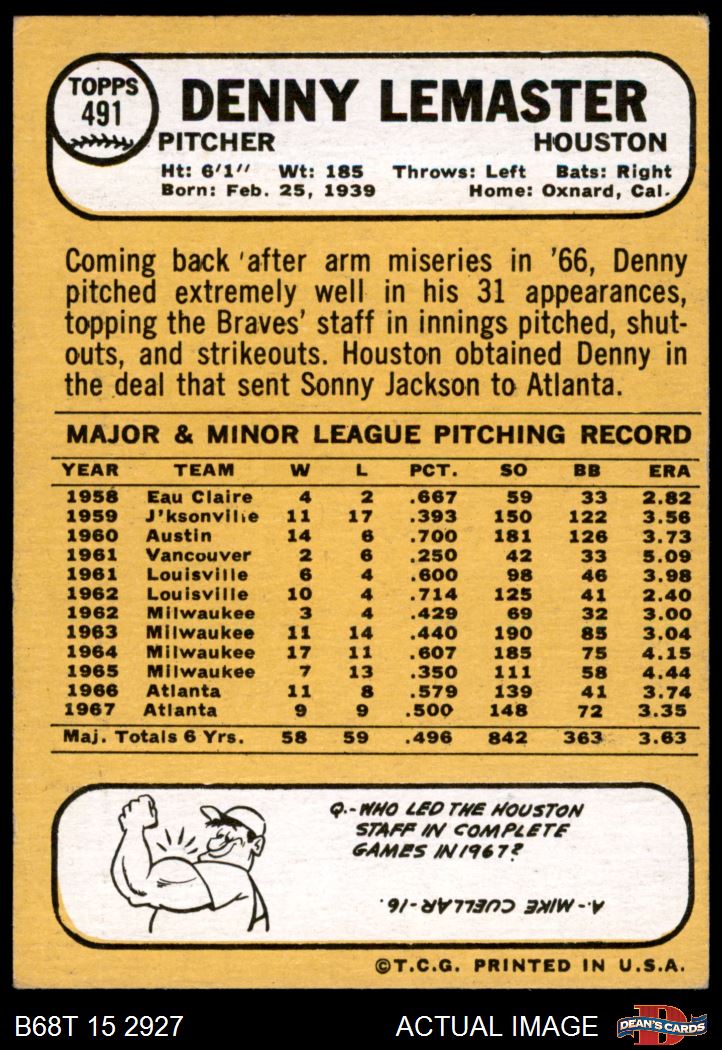 TOPPS
491
DENNY LEMASTER
PITCHER HOUSTON
Ht: 6'1" Wt: 185 Throws: Left Bats: Right
Born: Feb. 25, 1939 Home: Oxnard, Cal.
Coming back after arm miseries in '66, Denny
pitched extremely well in his 31 appearances,
topping the Braves' staff in innings pitched, shut-
outs, and strikeouts. Houston obtained Denny in
the deal that sent Sonny Jackson to Atlanta.
MAJOR & MINOR LEAGUE PITCHING RECORD
YEAR TEAM W L PCT. SO BB ERA
1958 Eau Claire 4 2 .667 59 33 2.82
1959 J'ksonville 11 17 .393 150 122 3.56
1960 Austin 14 6 .700 181 126 3.73
1961 Vancouver 2 6 .250 42 33 5.09
1961 Louisville 6 4 .600 98 46 3.98
1962 Louisville 10 4 .714 125 41 2.40
1962 Milwaukee 3 4 .429 69 32 3.00
1963 Milwaukee 11 14 .440 190 85 3.04
1964 Milwaukee 17 11 .607 185 75 4.15
1965 Milwaukee 7 13 .350 111 58 4.44
1966 Atlanta 11 8 .579 139 41 3.74
1967 Atlanta 9 9 .500 148 72 3.35
Maj. Totals 6 Yrs. 58 59 .496 842 363 3.63
Q.-WHO LED THE HOUSTON
STAFF IN COMPLETE
GAMES IN 1967?
A.-MIKE CUELLAR-16.
©T.C.G. PRINTED IN U.S.A.
B68T 15 2927 ACTUAL IMAGE D DEAN'S CARDS